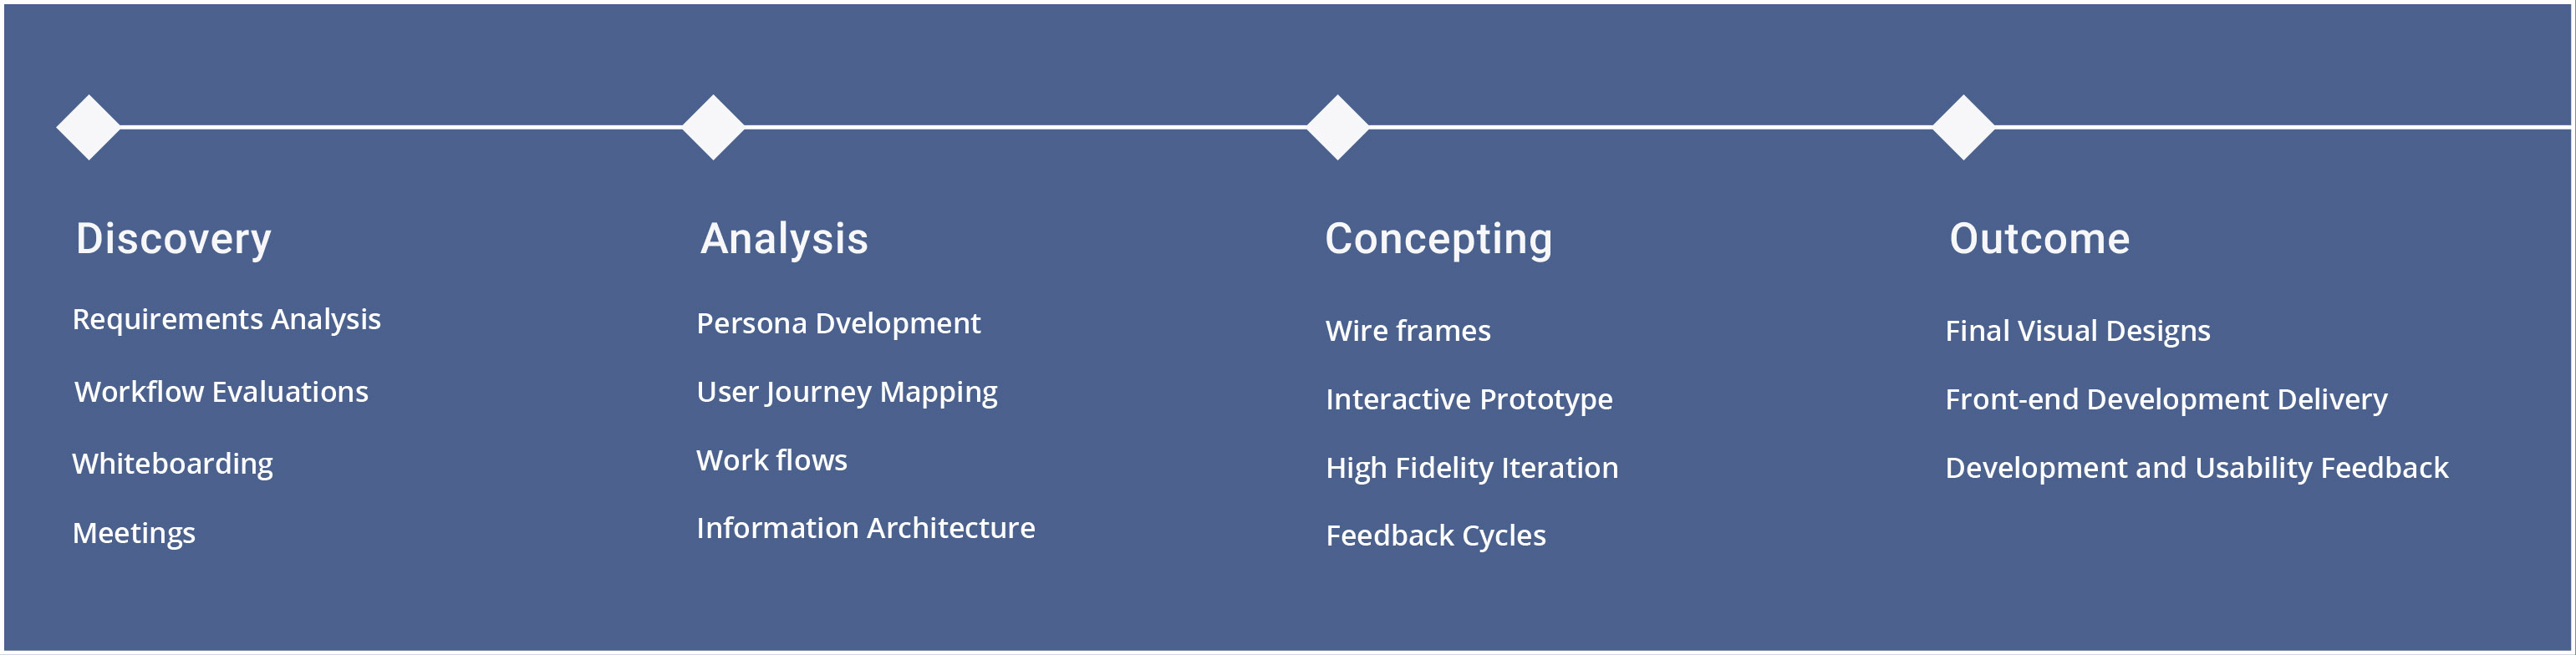 Discovery
Requirements Analysis
Workflow Evaluations
Whiteboarding
Meetings
Analysis
Persona Dvelopment
User Journey Mapping
Work flows
Information Architecture
Concepting
Wire frames
Interactive Prototype
High Fidelity Iteration
Feedback Cycles
Outcome
Final Visual Designs
Front-end Development Delivery
Development and Usability Feedback